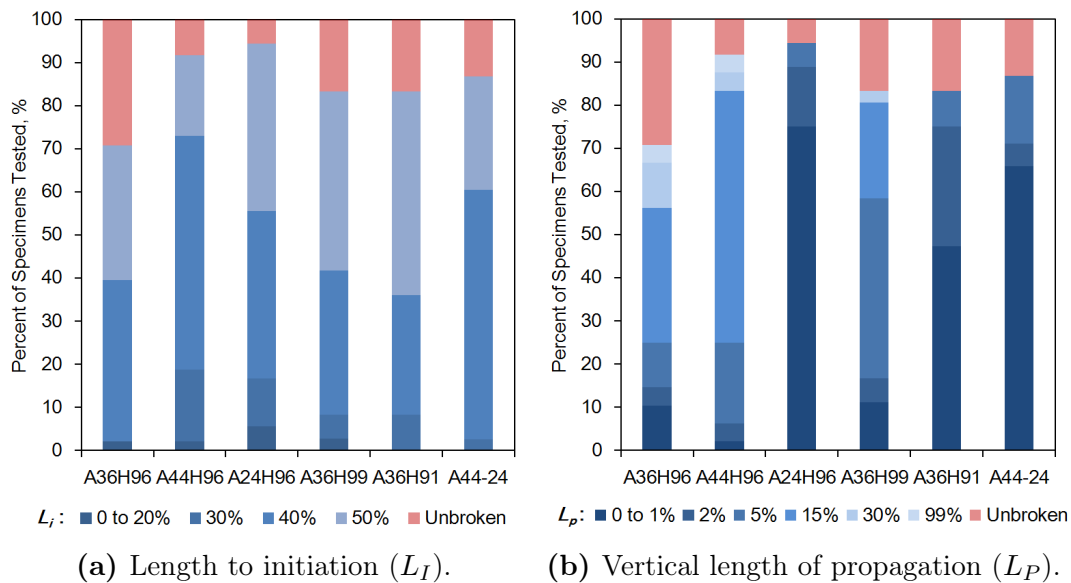 Percent of Specimens Tested, %
100
90
80
70
60
50
40
30
20
10
0
A36H96 A44H96 A24H96 A36H99 A36H91 A44-24
L_i : 0 to 20% 30% 40% 50% Unbroken
(a) Length to initiation (L_I).
Percent of Specimens Tested, %
100
90
80
70
60
50
40
30
20
10
0
A36H96 A44H96 A24H96 A36H99 A36H91 A44-24
L_p : 0 to 1% 2% 5% 15% 30% 99% Unbroken
(b) Vertical length of propagation (L_P).